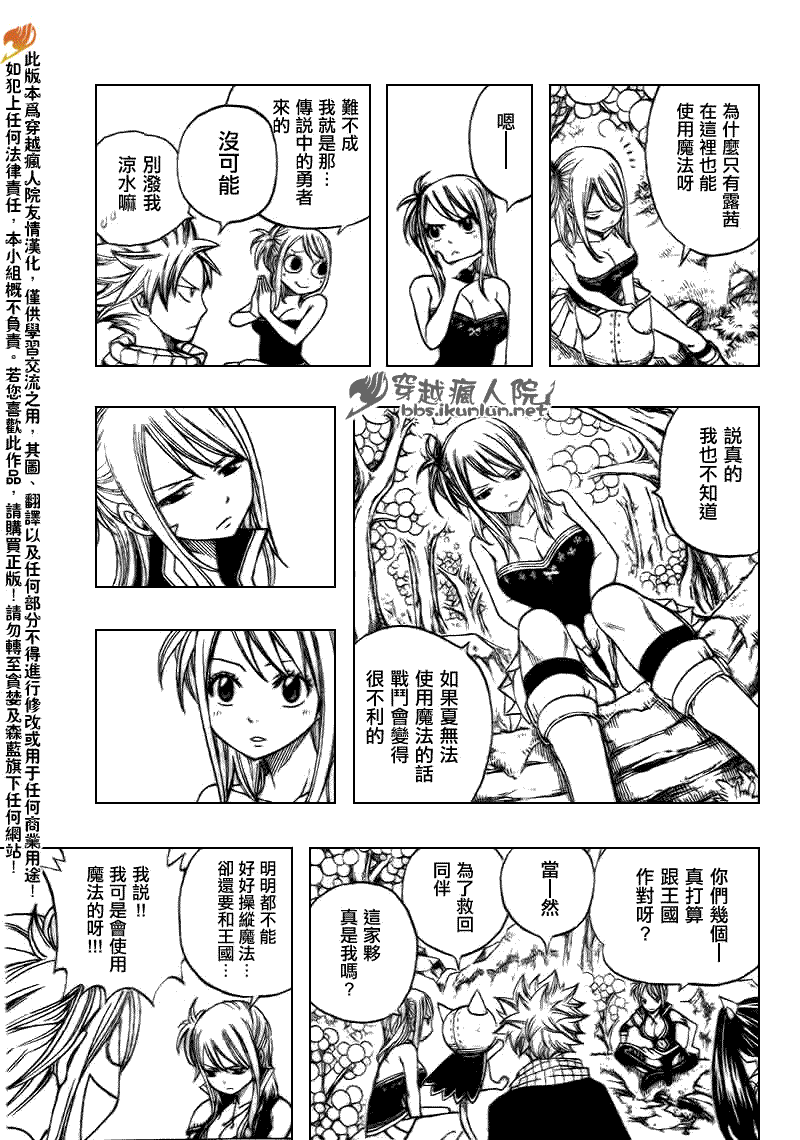 為什麼只有露茜
在這裡也能
使用魔法呀
嗯——
難不成
我就是那…
傳説中的勇者
來的
沒可能
別潑我
涼水嘛
穿越瘋人院
bbs.ikunlun.net
説真的
我也不知道
如果夏無法
使用魔法的話
戰鬥會變得
很不利的
你們幾個—
真打算
跟王國
作對呀？
當—然
為了救回
同伴
這家夥
真是我嗎？
明明都不能
好好操縱魔法…
卻還要和王國…
我説!!
我可是會使用
魔法的呀!!!
此版本爲穿越瘋人院友情漢化，僅供學習交流之用，其圖、翻譯以及任何部分不得進行修改或用于任何商業用途！
如犯上任何法律責任，本小組概不負責。若您喜歡此作品，請購買正版！請勿轉至貪婪及森藍旗下任何網站！